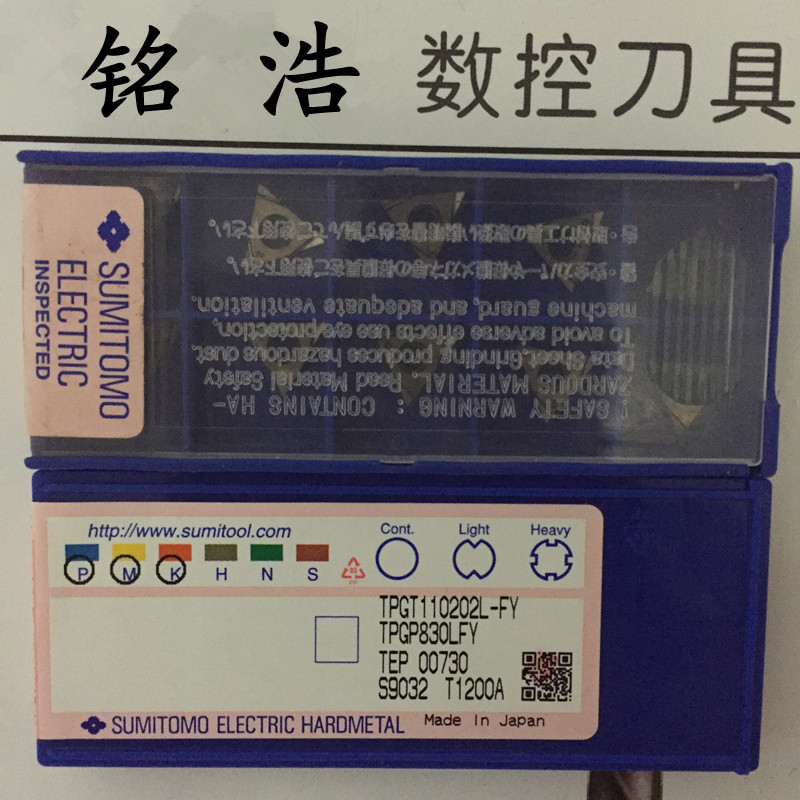 铭 浩 数控刀具
SUMITOMO
ELECTRIC
INSPECTED
! SAFETY WARNING : CONTAINS HA-
ZARDOUS MATERIAL. Read Material Safety
Data Sheet. Grinding produces hazardous dust.
To avoid adverse effects use eye protection,
machine guard, and adequate ventilation.
http://www.sumitool.com
Cont. Light Heavy
P M K H N S
TPGT110202L-FY
TPGP830LFY
TEP 00730
S9032 T1200A
SUMITOMO ELECTRIC HARDMETAL Made In Japan